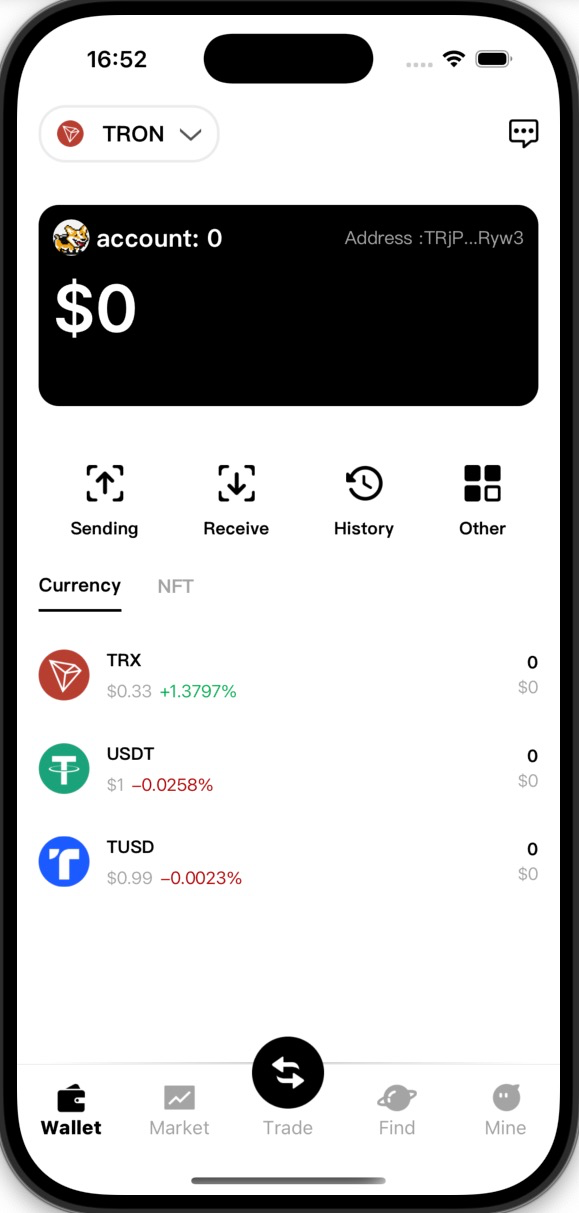 16:52
TRON
account: 0
Address :TRjP...Ryw3
$0
Sending
Receive
History
Other
Currency
NFT
TRX
0
$0.33 +1.3797%
$0
USDT
0
$1 –0.0258%
$0
TUSD
0
$0.99 –0.0023%
$0
Wallet
Market
Trade
Find
Mine